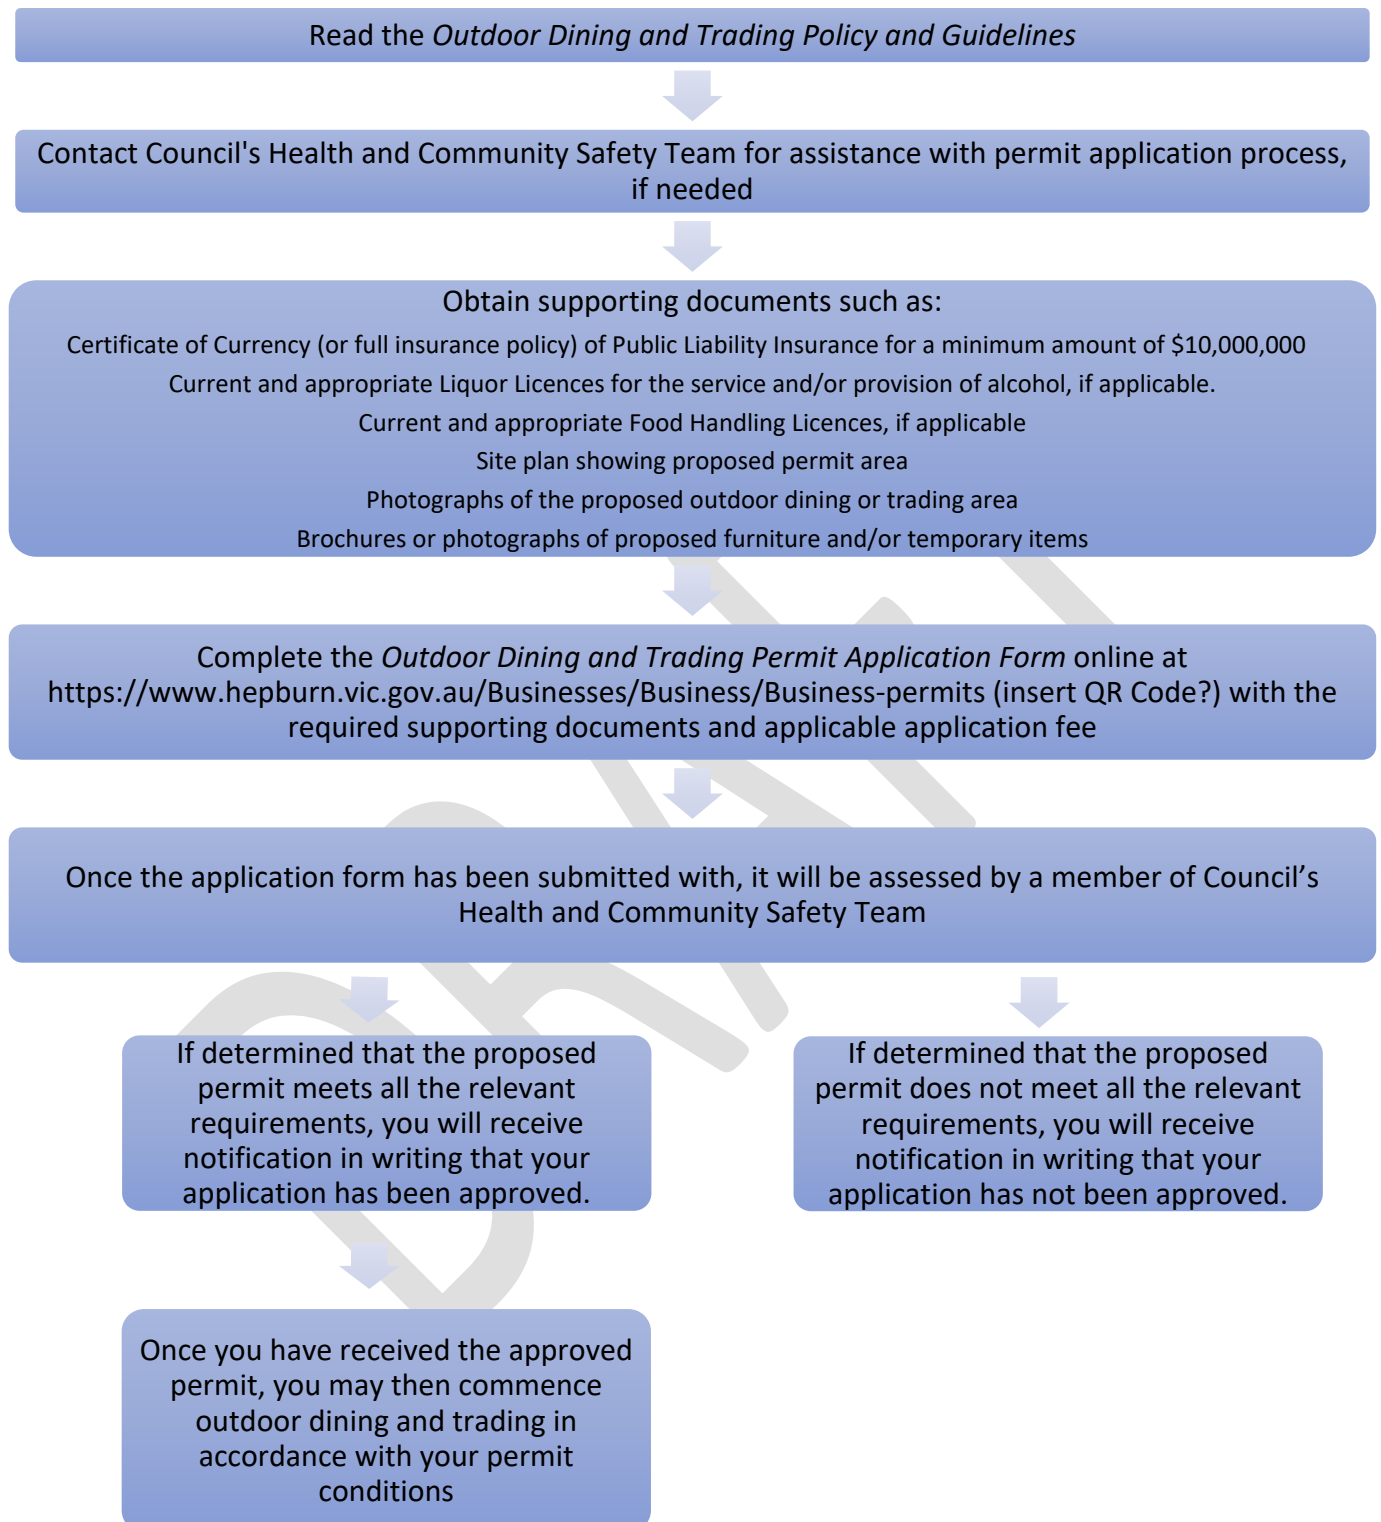 Read the Outdoor Dining and Trading Policy and Guidelines
Contact Council's Health and Community Safety Team for assistance with permit application process,
if needed
Obtain supporting documents such as:
Certificate of Currency (or full insurance policy) of Public Liability Insurance for a minimum amount of $10,000,000
Current and appropriate Liquor Licences for the service and/or provision of alcohol, if applicable.
Current and appropriate Food Handling Licences, if applicable
Site plan showing proposed permit area
Photographs of the proposed outdoor dining or trading area
Brochures or photographs of proposed furniture and/or temporary items
Complete the Outdoor Dining and Trading Permit Application Form online at
https://www.hepburn.vic.gov.au/Businesses/Business/Business-permits (insert QR Code?) with the
required supporting documents and applicable application fee
Once the application form has been submitted with, it will be assessed by a member of Council’s
Health and Community Safety Team
If determined that the proposed
permit meets all the relevant
requirements, you will receive
notification in writing that your
application has been approved.
If determined that the proposed
permit does not meet all the relevant
requirements, you will receive
notification in writing that your
application has not been approved.
Once you have received the approved
permit, you may then commence
outdoor dining and trading in
accordance with your permit
conditions
DRAFT